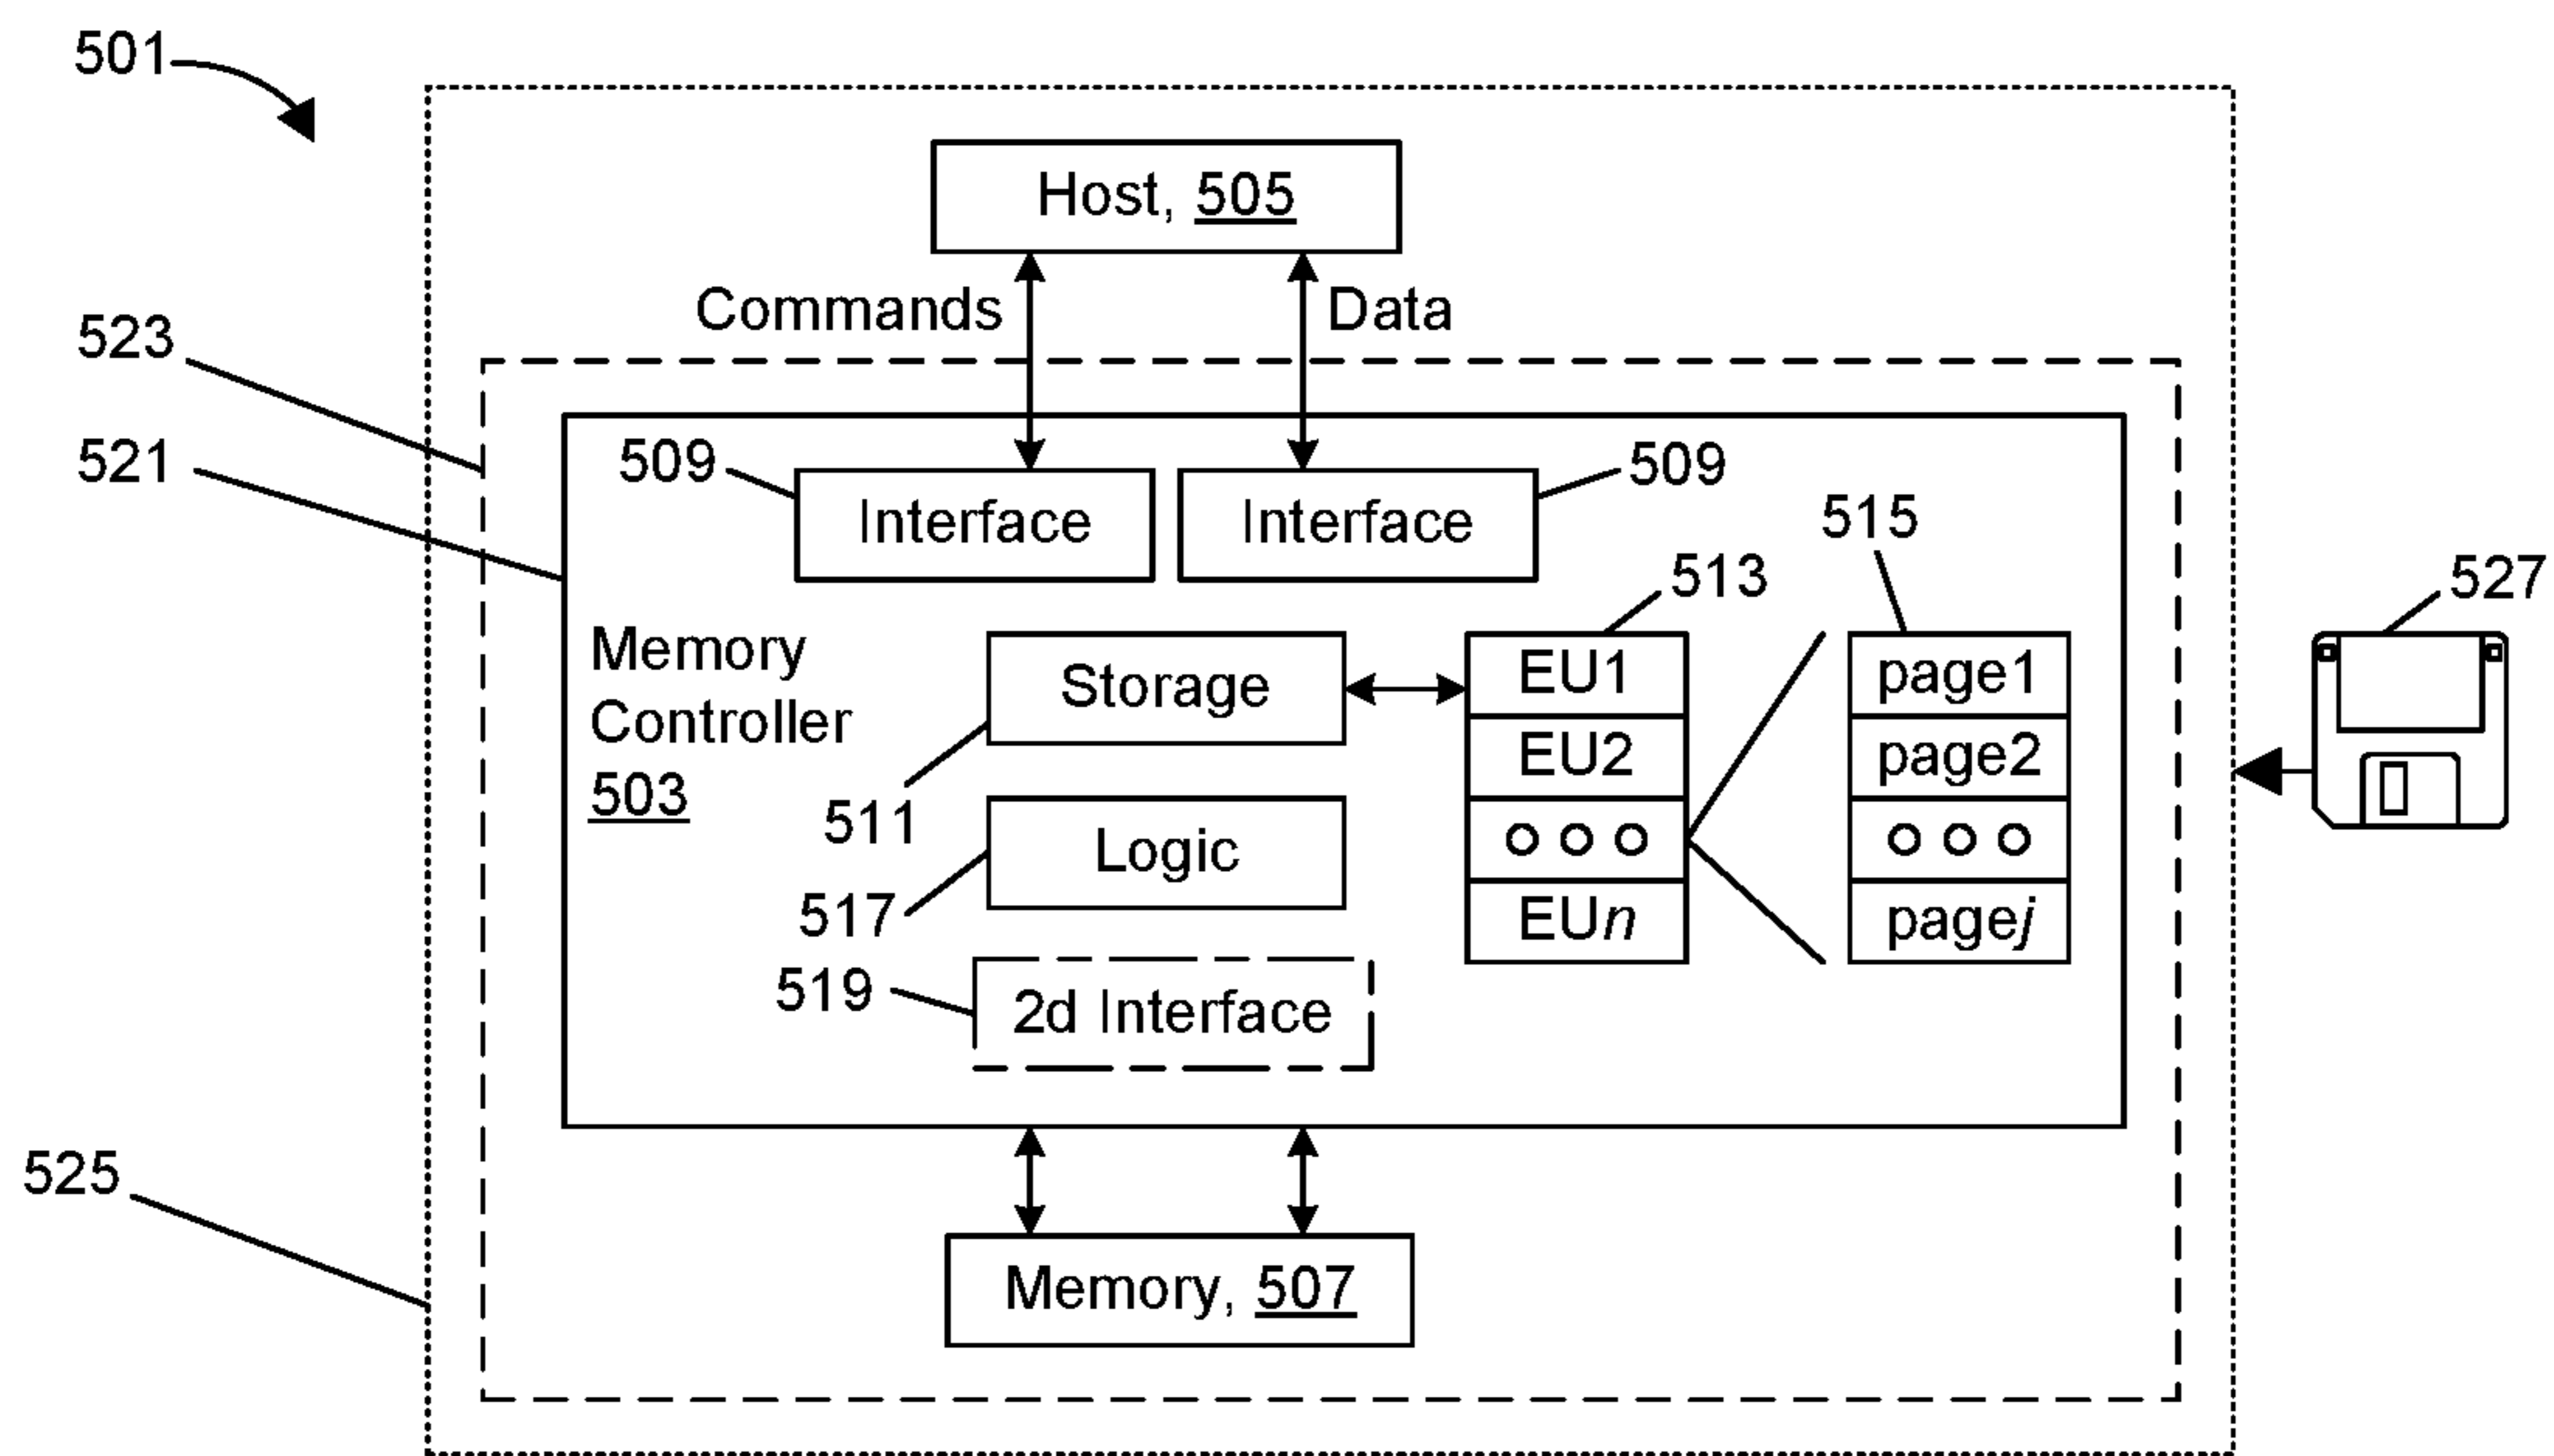 501
Host, 505
Commands
Data
523
521
509
Interface
Interface
509
515
513
527
Memory
Controller
503
Storage
511
EU1
EU2
EUn
page1
page2
pagej
Logic
517
519
2d Interface
525
Memory, 507